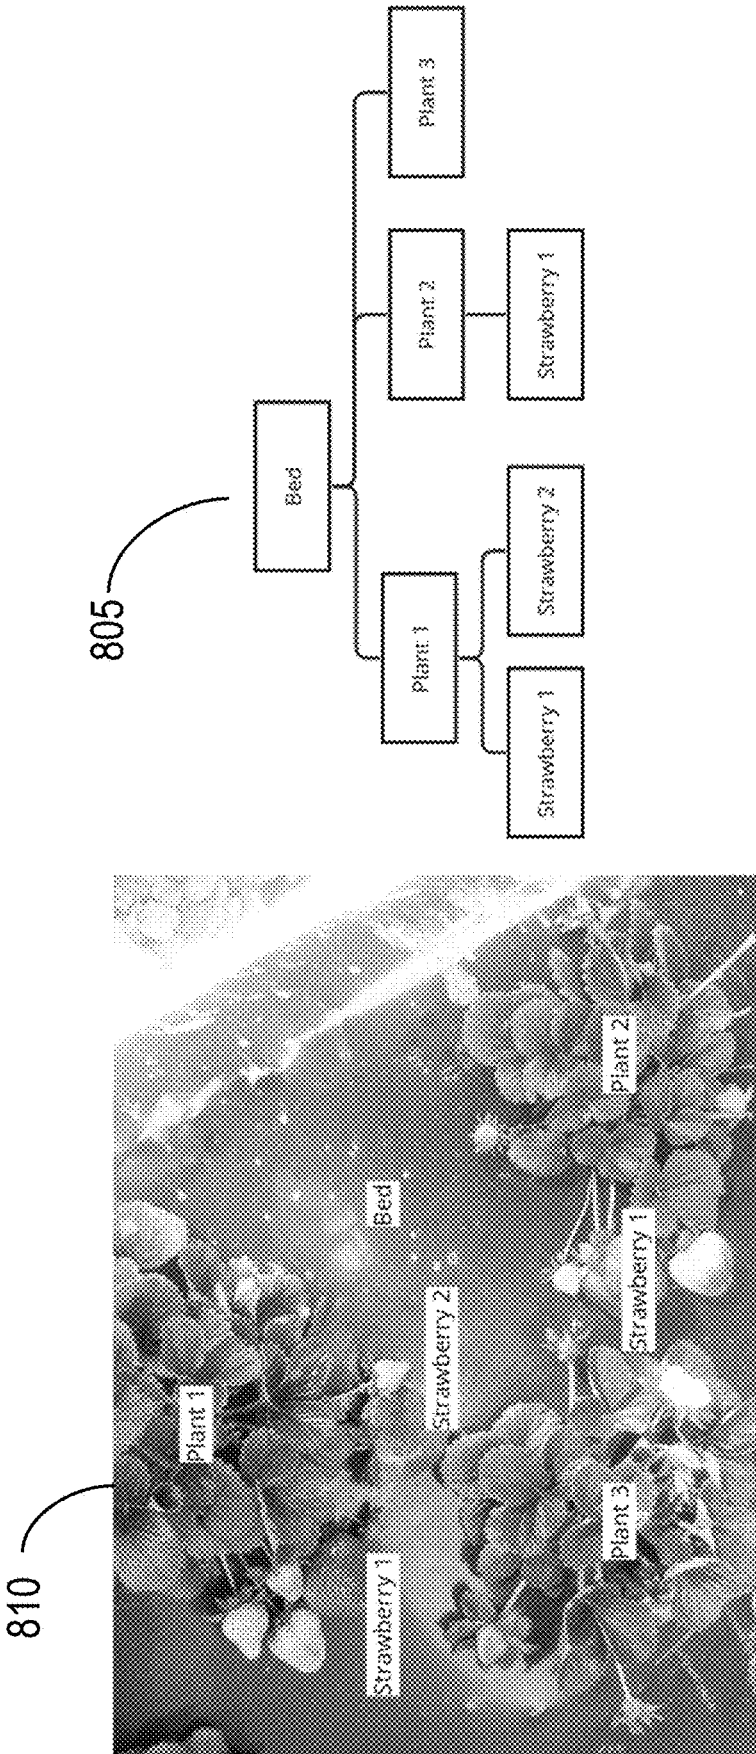 810
Plant 1
Strawberry 1
Strawberry 2
Bed
Plant 3
Strawberry 1
Plant 2
805
Bed
Plant 1
Plant 2
Plant 3
Strawberry 1
Strawberry 2
Strawberry 1